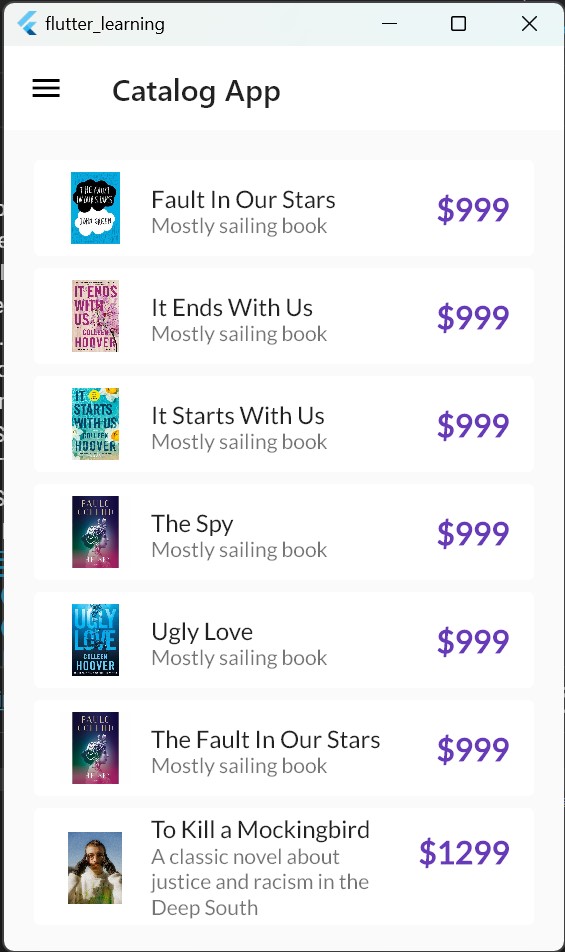 flutter_learning
Catalog App
THE FAULT
IN OUR STARS
JOHN GREEN
Fault In Our Stars
Mostly sailing book
$999
IT ENDS
WITH
US
COLLEEN
HOOVER
It Ends With Us
Mostly sailing book
$999
IT
STARTS
WITH US
COLLEEN
HOOVER
It Starts With Us
Mostly sailing book
$999
PAULO
COELHO
The Spy
Mostly sailing book
$999
UGLY
LOVE
COLLEEN
HOOVER
Ugly Love
Mostly sailing book
$999
PAULO
COELHO
The Fault In Our Stars
Mostly sailing book
$999
To Kill a Mockingbird
A classic novel about
justice and racism in the
Deep South
$1299